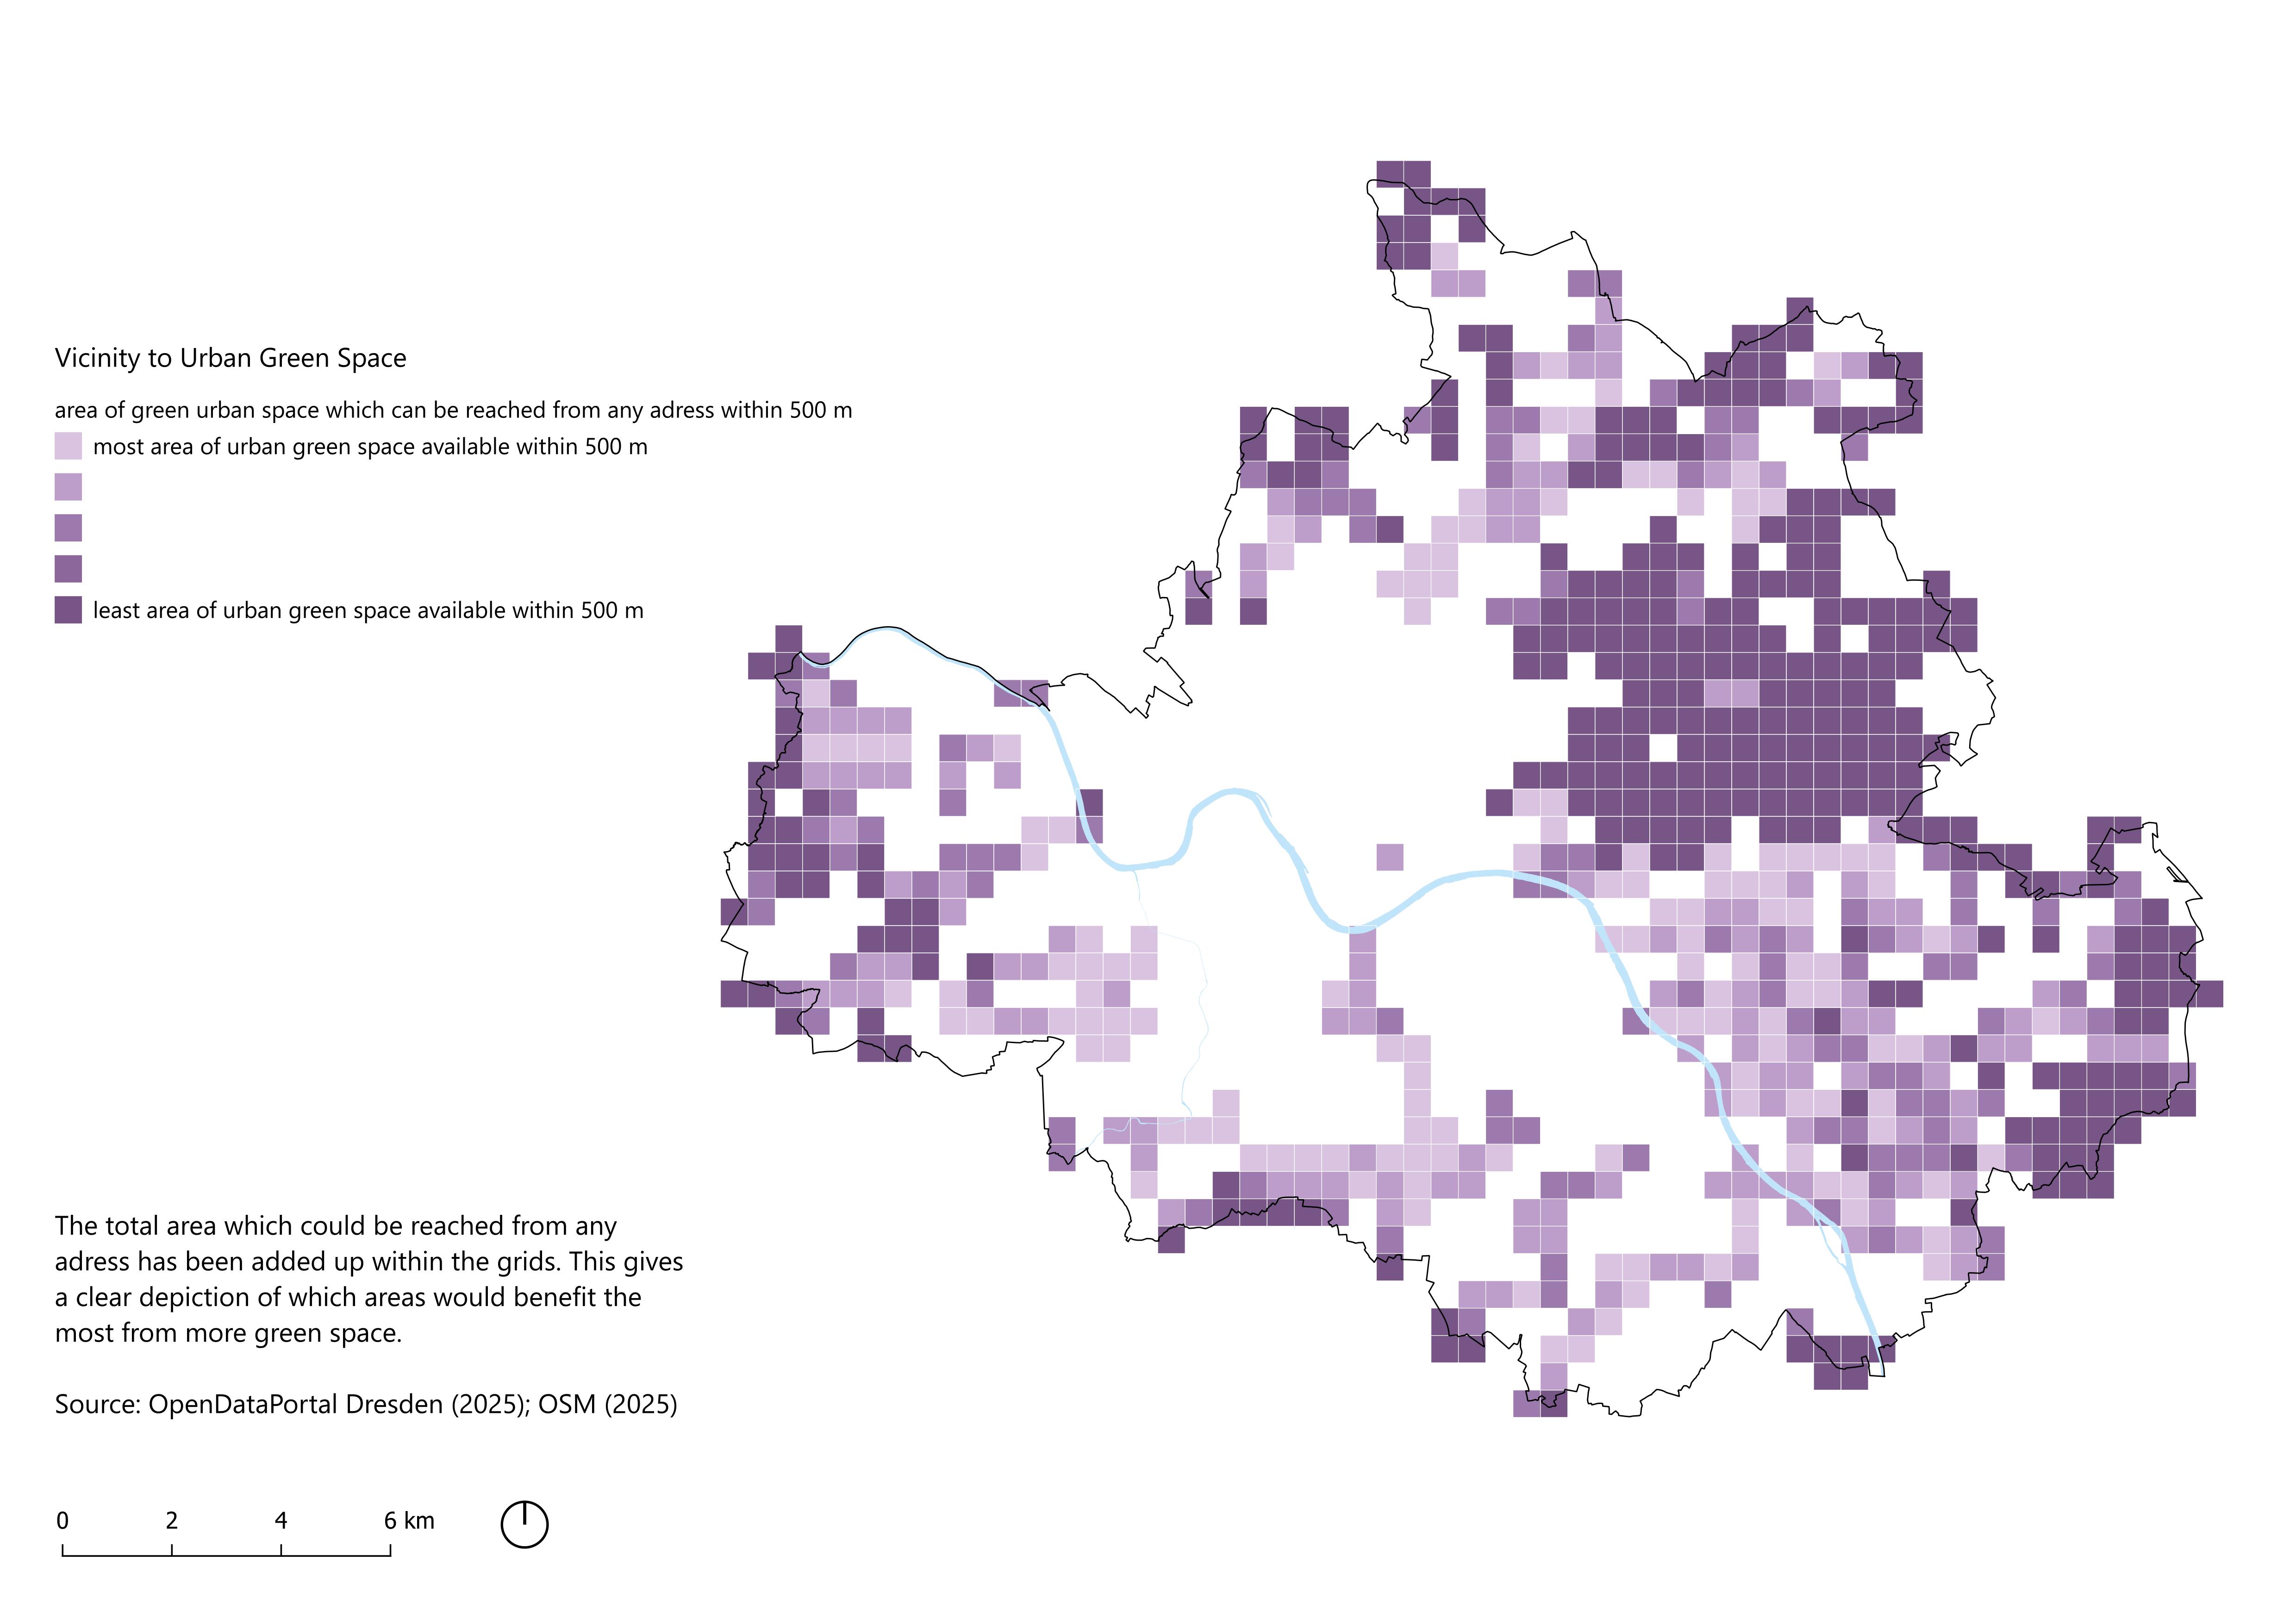 Vicinity to Urban Green Space
area of green urban space which can be reached from any adress within 500 m
most area of urban green space available within 500 m
least area of urban green space available within 500 m
The total area which could be reached from any
adress has been added up within the grids. This gives
a clear depiction of which areas would benefit the
most from more green space.
Source: OpenDataPortal Dresden (2025); OSM (2025)
0 2 4 6 km